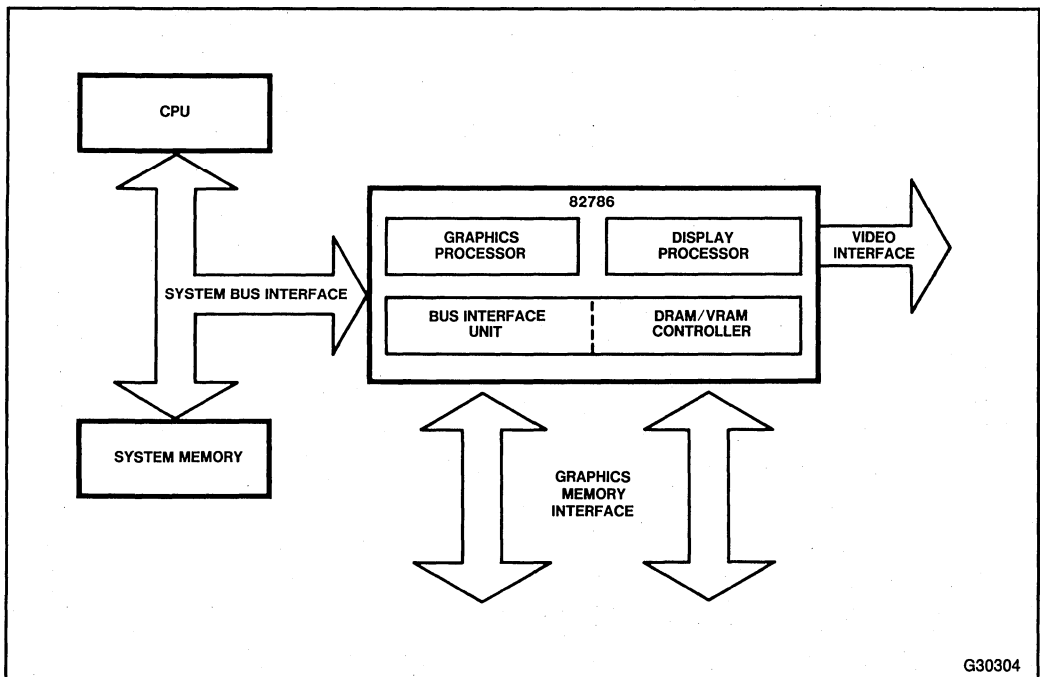 CPU
82786
GRAPHICS
PROCESSOR
DISPLAY
PROCESSOR
VIDEO
INTERFACE
SYSTEM BUS INTERFACE
BUS INTERFACE
UNIT
DRAM/VRAM
CONTROLLER
SYSTEM MEMORY
GRAPHICS
MEMORY
INTERFACE
G30304